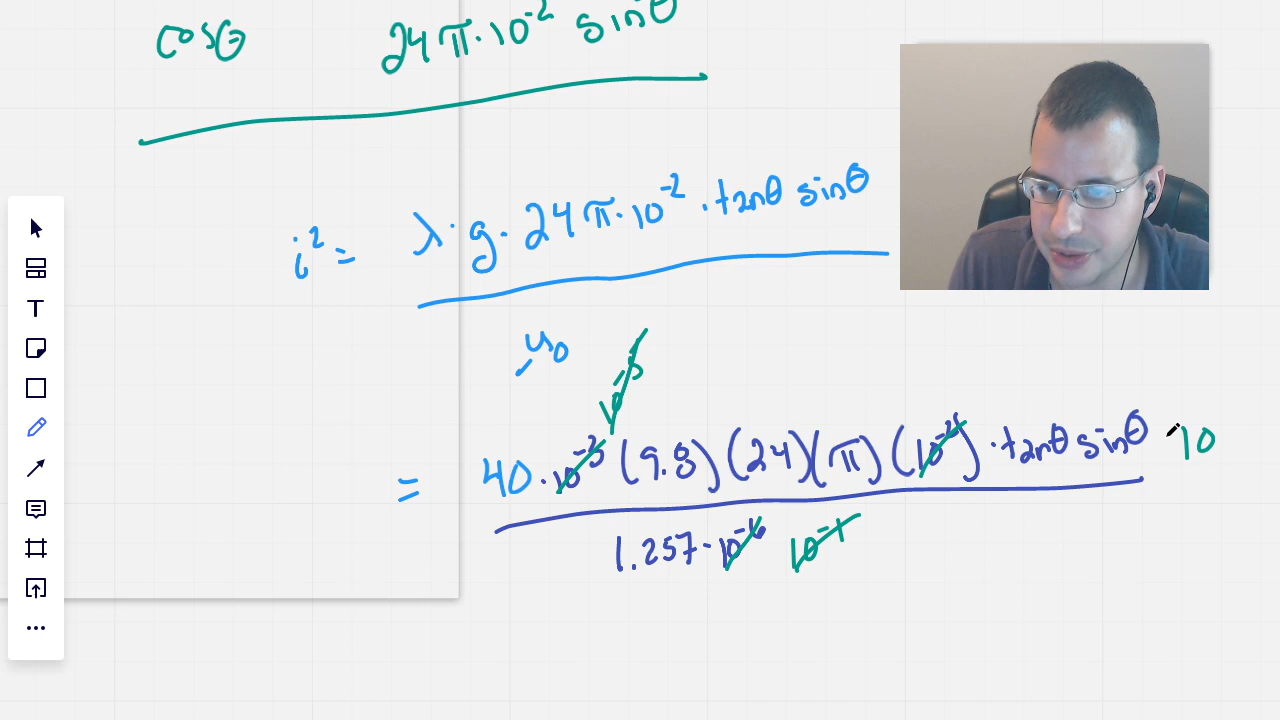 cosθ 24π·10⁻² sinθ
i² = λ·g·24π·10⁻²·tanθ sinθ
μ₀
10⁻⁵
= 40·10⁻³ (9.8)(24)(π)(10⁻²)·tanθ sinθ ·10
1.257·10⁻⁶ 10⁻¹
T